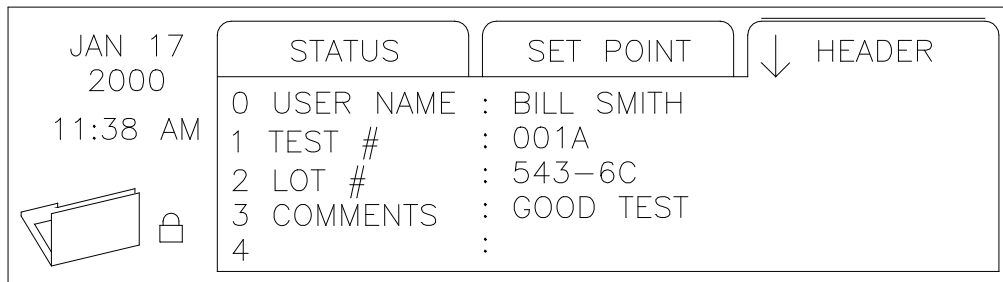 JAN 17
2000
11:38 AM
STATUS
SET POINT
HEADER
0 USER NAME : BILL SMITH
1 TEST # : 001A
2 LOT # : 543-6C
3 COMMENTS : GOOD TEST
4 :